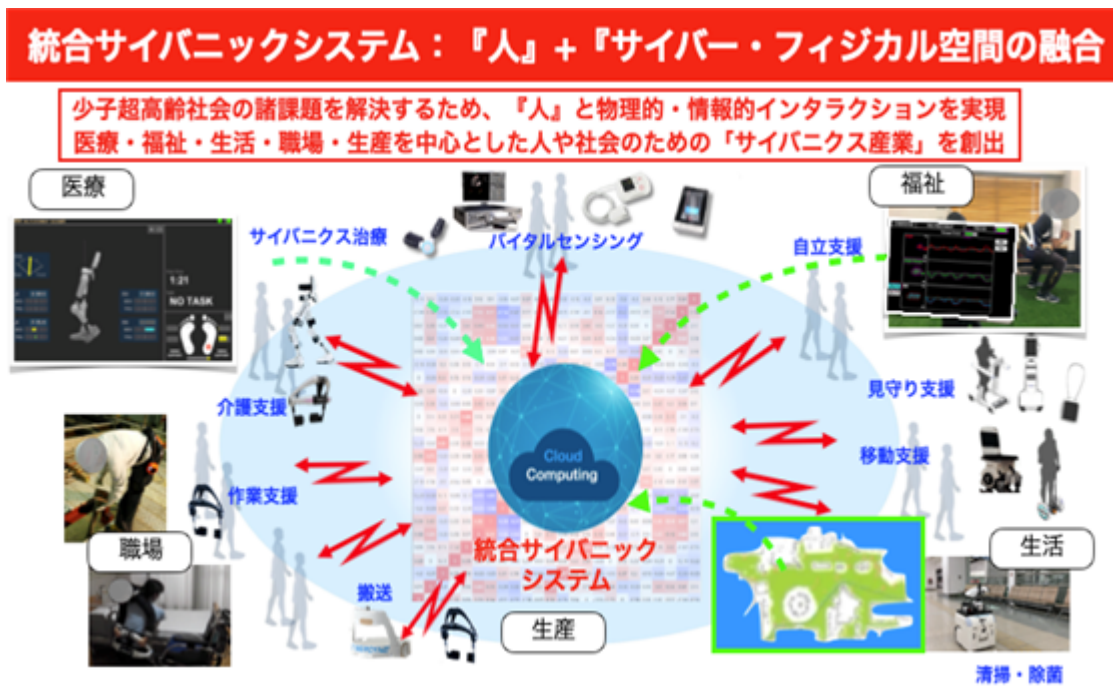 統合サイバニックシステム：『人』+『サイバー・フィジカル空間の融合
少子超高齢社会の諸課題を解決するため、『人』と物理的・情報的インタラクションを実現
医療・福祉・生活・職場・生産を中心とした人や社会のための「サイバニクス産業」を創出
医療
福祉
サイバニクス治療
バイタルセンシング
自立支援
1:21
NO TASK
介護支援
見守り支援
Cloud
Computing
移動支援
作業支援
職場
統合サイバニック
システム
生活
搬送
生産
清掃・除菌